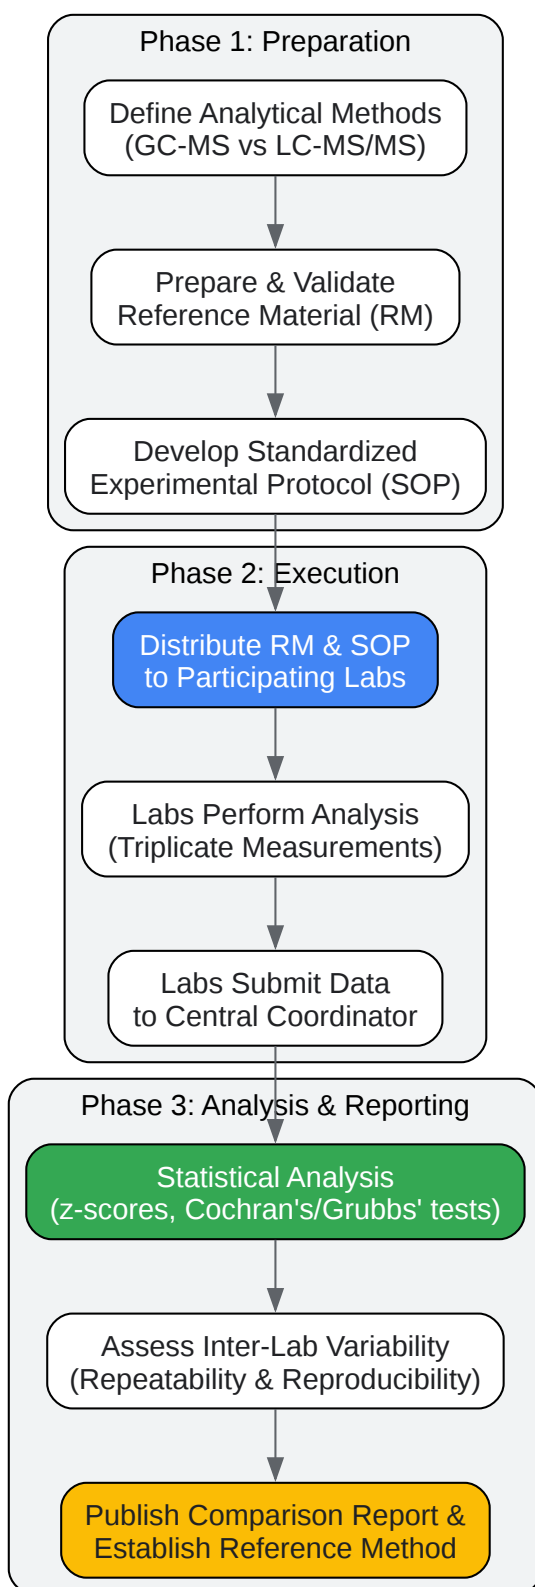 Phase 1: Preparation
Define Analytical Methods
(GC-MS vs LC-MS/MS)
Prepare & Validate
Reference Material (RM)
Develop Standardized
Experimental Protocol (SOP)
Phase 2: Execution
Distribute RM & SOP
to Participating Labs
Labs Perform Analysis
(Triplicate Measurements)
Labs Submit Data
to Central Coordinator
Phase 3: Analysis & Reporting
Statistical Analysis
(z-scores, Cochran's/Grubbs' tests)
Assess Inter-Lab Variability
(Repeatability & Reproducibility)
Publish Comparison Report &
Establish Reference Method